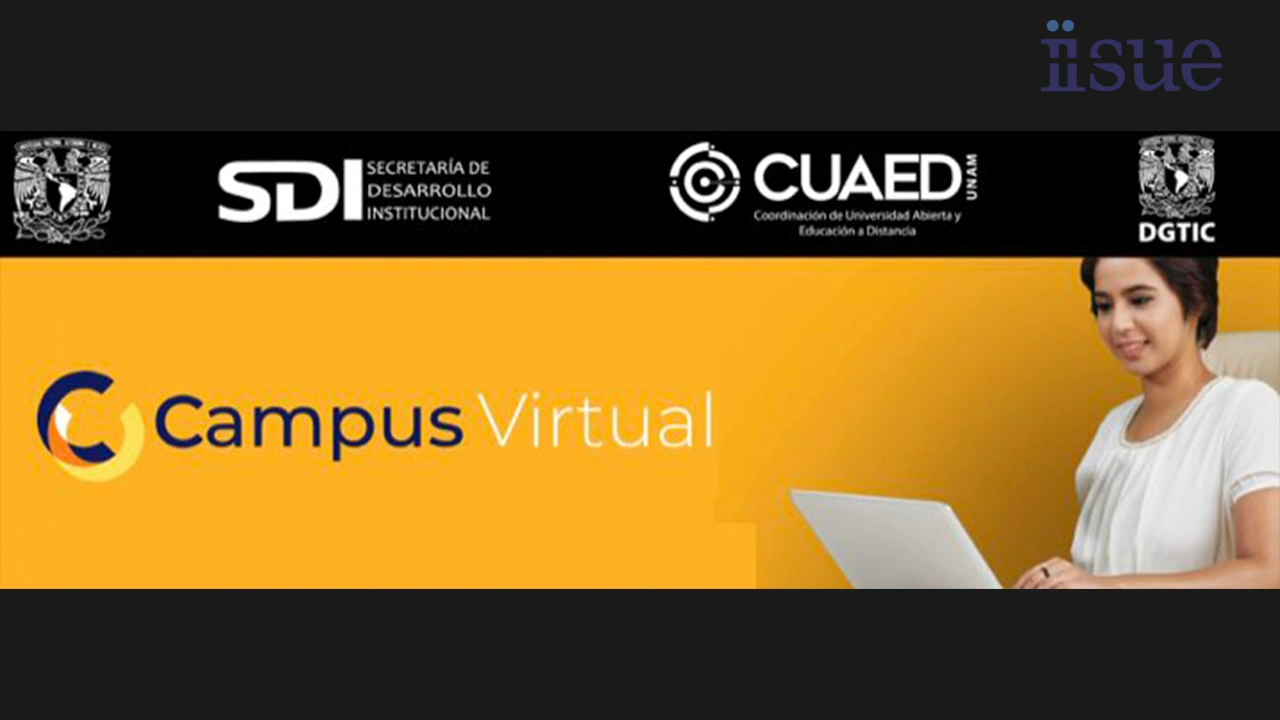 iisue
SDI
SECRETARÍA DE
DESARROLLO
INSTITUCIONAL
CUAED
UNAM
Coordinación de Universidad Abierta y
Educación a Distancia
DGTIC
Campus Virtual